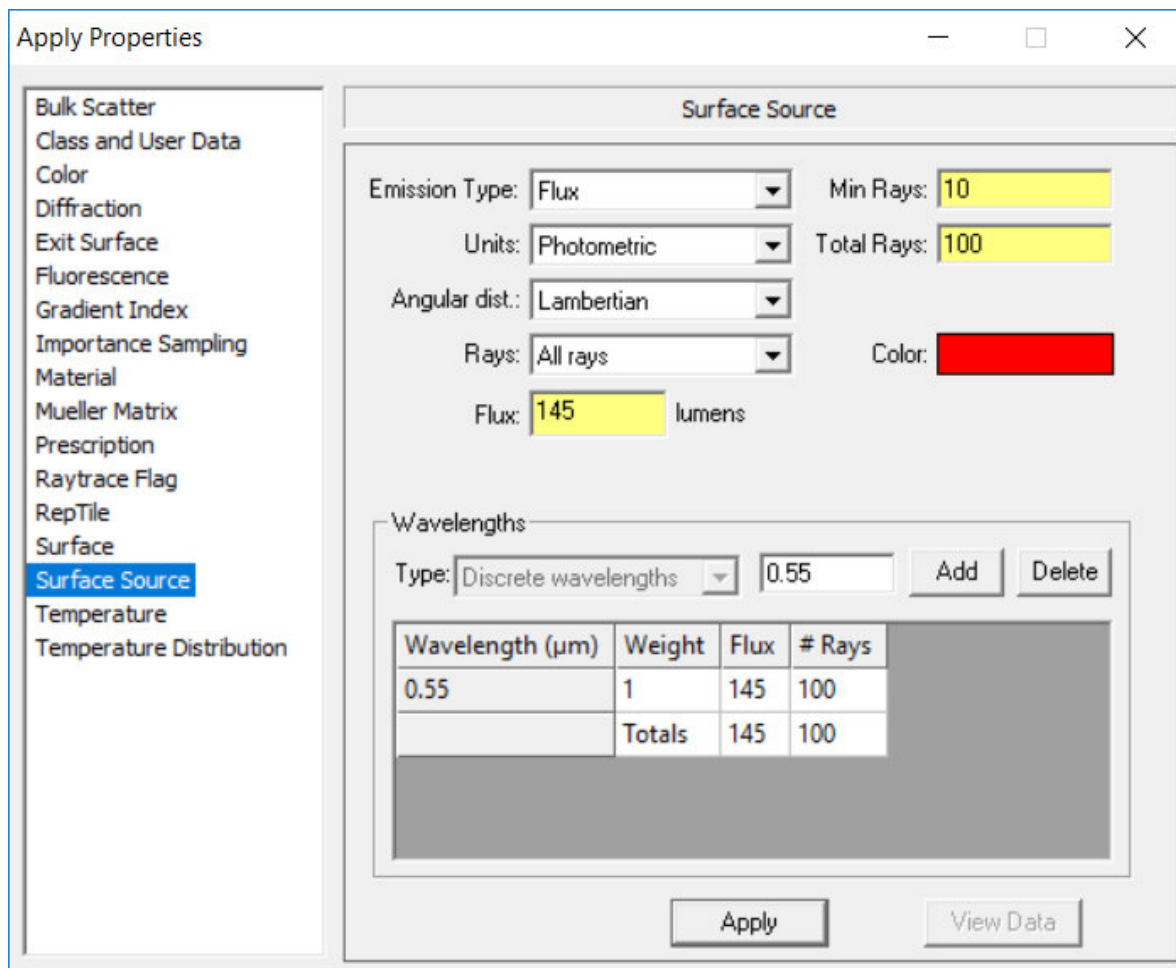 Apply Properties
Bulk Scatter
Class and User Data
Color
Diffraction
Exit Surface
Fluorescence
Gradient Index
Importance Sampling
Material
Mueller Matrix
Prescription
Raytrace Flag
RepTile
Surface
Surface Source
Temperature
Temperature Distribution
Surface Source
Emission Type: Flux Min Rays: 10
Units: Photometric Total Rays: 100
Angular dist.: Lambertian
Rays: All rays Color:
Flux: 145 lumens
Wavelengths
Type: Discrete wavelengths 0.55 Add Delete
Wavelength (µm) Weight Flux # Rays
0.55 1 145 100
Totals 145 100
Apply View Data